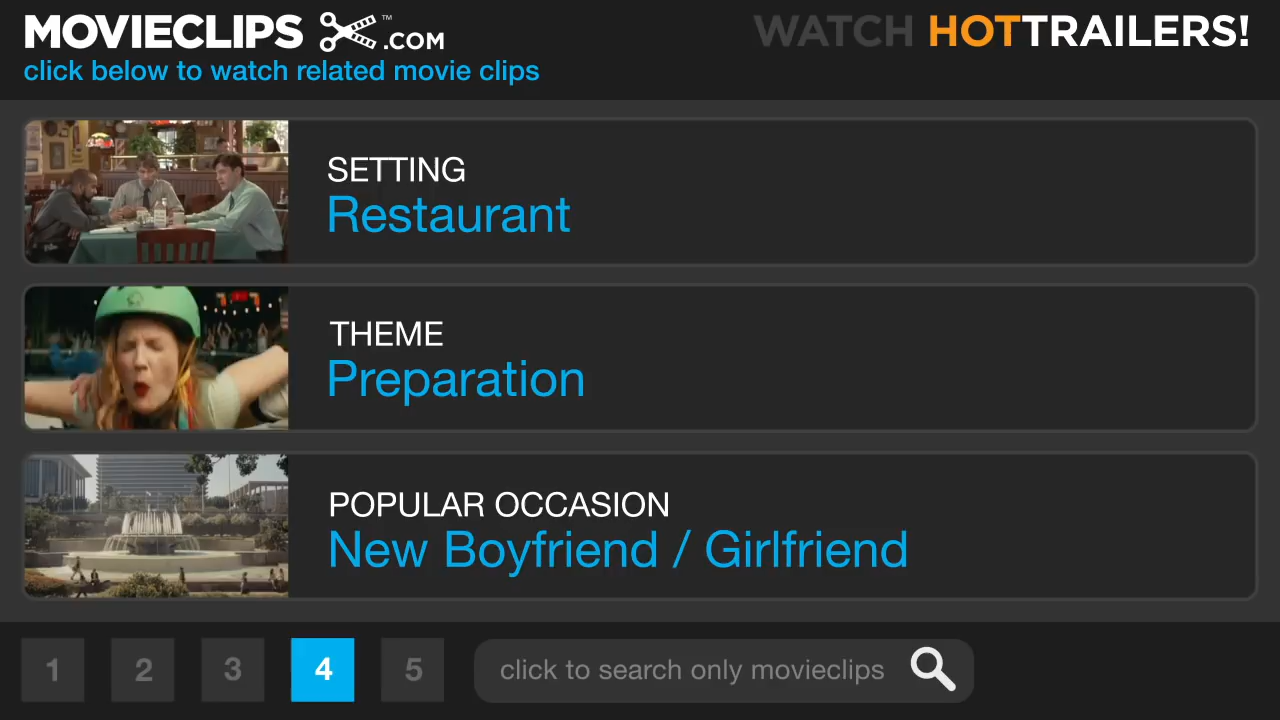 MOVIECLIPS ™ .COM
WATCH HOTTRAILERS!
click below to watch related movie clips
SETTING
Restaurant
THEME
Preparation
POPULAR OCCASION
New Boyfriend / Girlfriend
1 2 3 4 5 click to search only movieclips